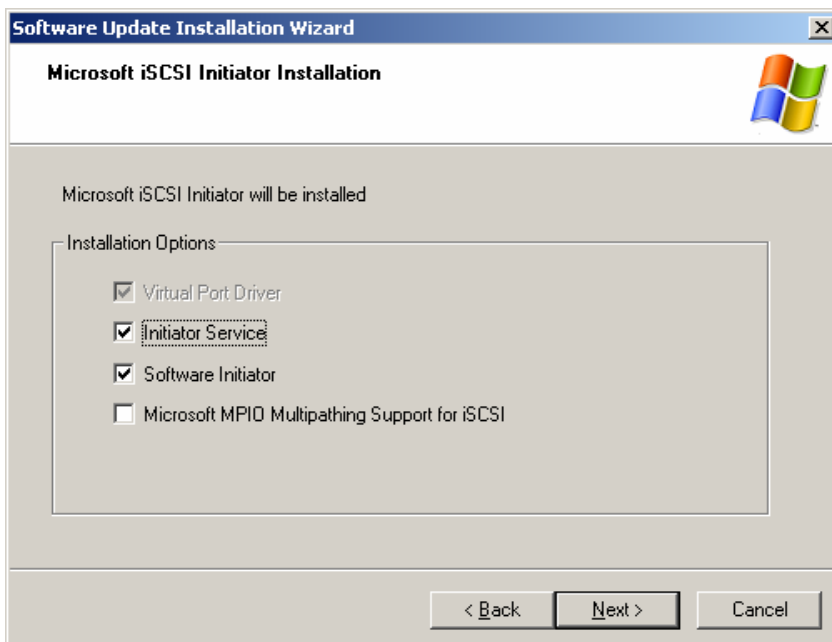 Software Update Installation Wizard
Microsoft iSCSI Initiator Installation
Microsoft iSCSI Initiator will be installed
Installation Options
Virtual Port Driver
Initiator Service
Software Initiator
Microsoft MPIO Multipathing Support for iSCSI
< Back
Next >
Cancel